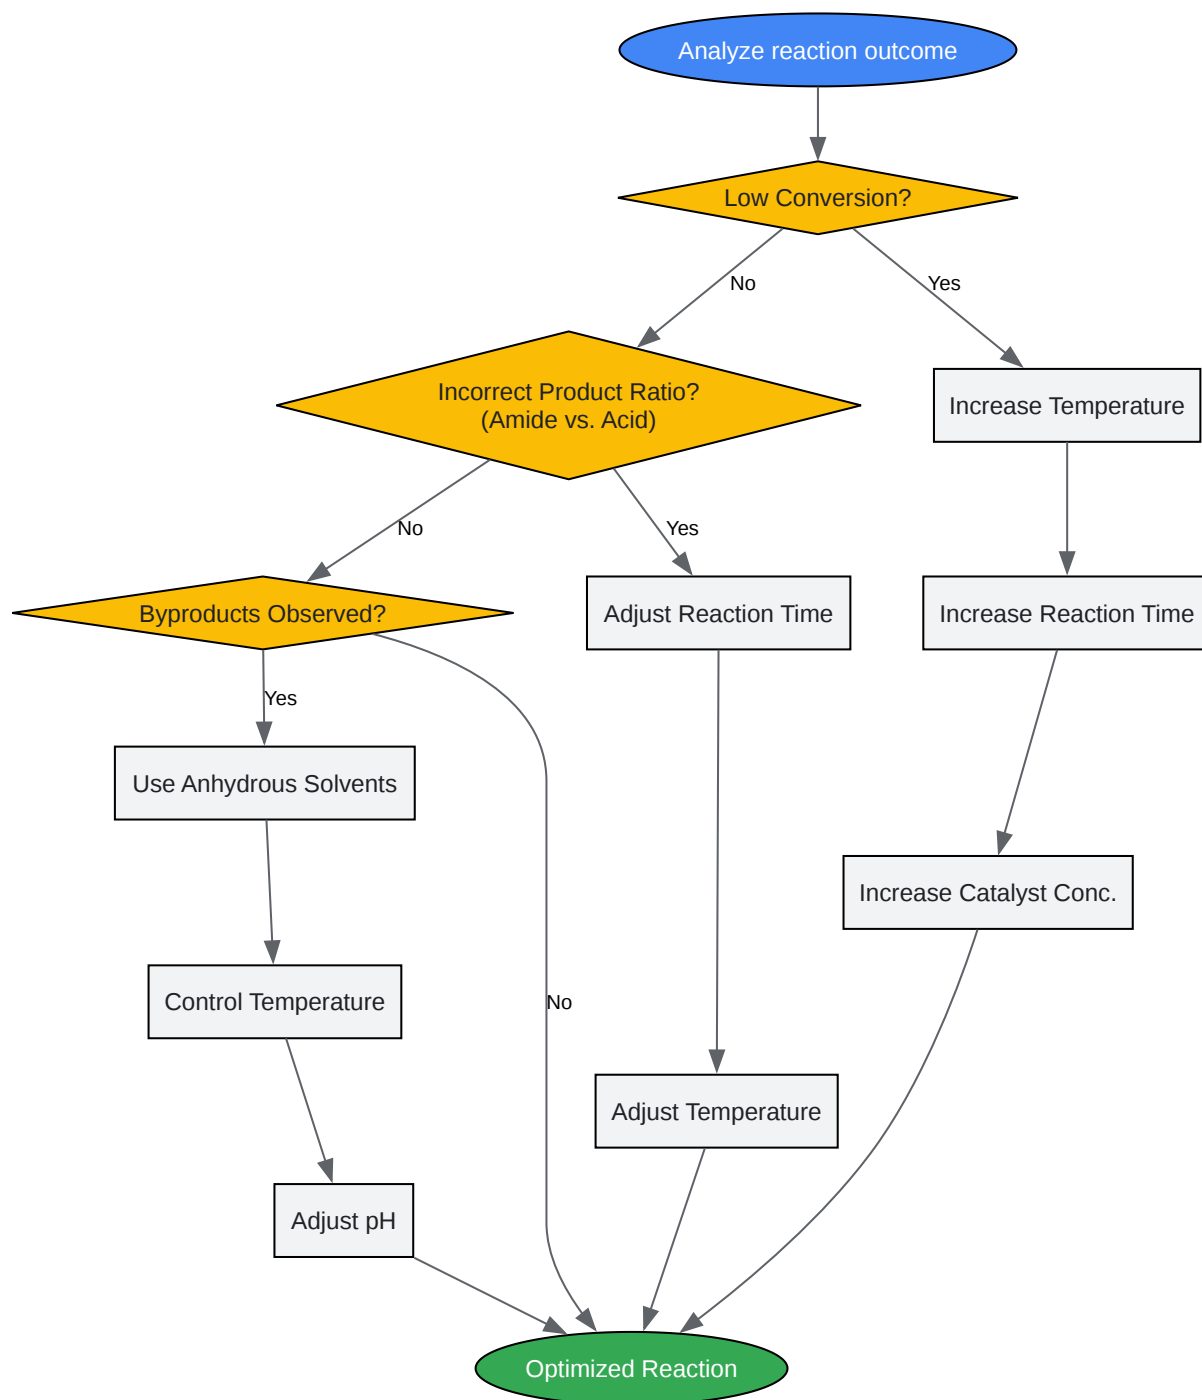 Analyze reaction outcome
Low Conversion?
No
Yes
Incorrect Product Ratio?
(Amide vs. Acid)
Increase Temperature
No
Yes
Byproducts Observed?
Adjust Reaction Time
Increase Reaction Time
Yes
Use Anhydrous Solvents
Increase Catalyst Conc.
Control Temperature
No
Adjust Temperature
Adjust pH
Optimized Reaction